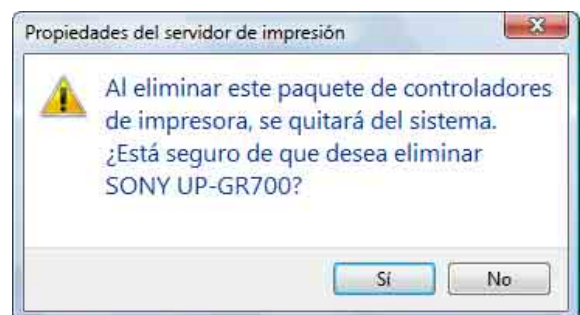 Propiedades del servidor de impresión
Al eliminar este paquete de controladores
de impresora, se quitará del sistema.
¿Está seguro de que desea eliminar
SONY UP-GR700?
Sí
No